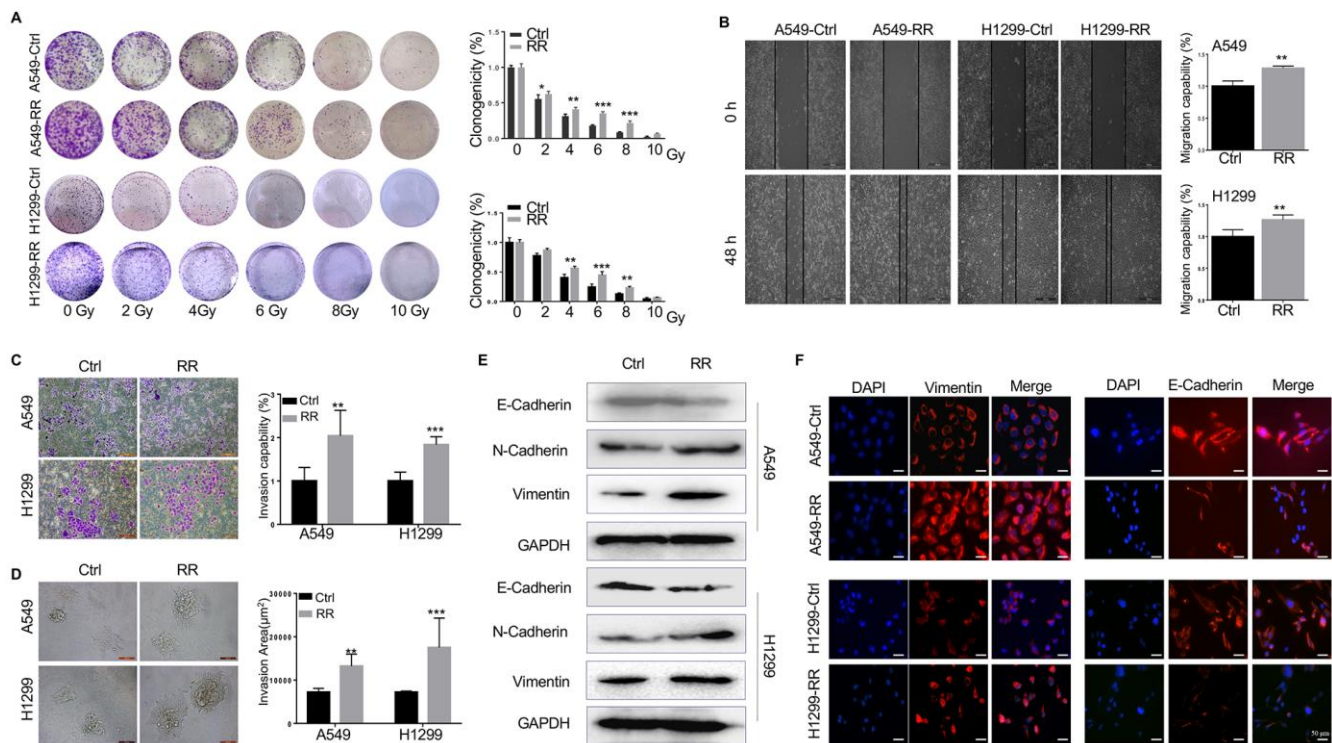 A
A549-Ctrl
A549-RR
H1299-Ctrl
H1299-RR
0 Gy 2 Gy 4Gy 6 Gy 8Gy 10 Gy
Clonogenicity (%)
Ctrl
RR
1.5
1.0
0.5
0.0
* ** *** ***
0 2 4 6 8 10
Gy
Clonogenicity (%)
Ctrl
RR
1.5
1.0
0.5
0.0
** *** **
0 2 4 6 8 10
Gy
B
A549-Ctrl A549-RR H1299-Ctrl H1299-RR
0 h
48 h
A549
Migration capability (%)
1.5
1.0
0.5
0.0
**
Ctrl RR
H1299
Migration capability (%)
1.5
1.0
0.5
0.0
**
Ctrl RR
C
Ctrl RR
A549
H1299
Invasion capability (%)
Ctrl
RR
3
2
1
0
** ***
A549 H1299
D
Ctrl RR
A549
H1299
Invasion Area(μm²)
Ctrl
RR
30000
20000
10000
0
** ***
A549 H1299
E
Ctrl RR
E-Cadherin
N-Cadherin
Vimentin
GAPDH
A549
E-Cadherin
N-Cadherin
Vimentin
GAPDH
H1299
F
DAPI Vimentin Merge DAPI E-Cadherin Merge
A549-Ctrl
A549-RR
H1299-Ctrl
H1299-RR
50 μm